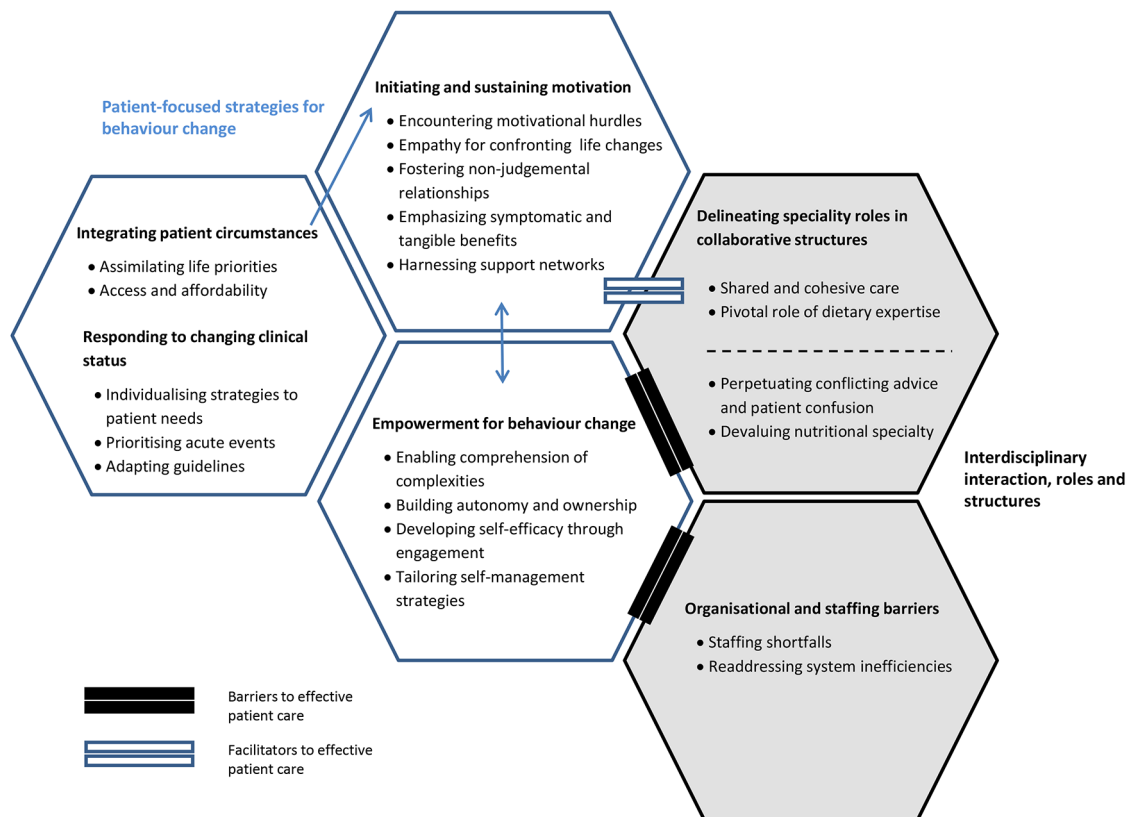 Patient-focused strategies for
behaviour change
Initiating and sustaining motivation
● Encountering motivational hurdles
● Empathy for confronting life changes
● Fostering non-judgemental
relationships
● Emphasizing symptomatic and
tangible benefits
● Harnessing support networks
Integrating patient circumstances
● Assimilating life priorities
● Access and affordability
Responding to changing clinical
status
● Individualising strategies to
patient needs
● Prioritising acute events
● Adapting guidelines
Empowerment for behaviour change
● Enabling comprehension of
complexities
● Building autonomy and ownership
● Developing self-efficacy through
engagement
● Tailoring self-management
strategies
Delineating speciality roles in
collaborative structures
● Shared and cohesive care
● Pivotal role of dietary expertise
● Perpetuating conflicting advice
and patient confusion
● Devaluing nutritional specialty
Interdisciplinary
interaction, roles and
structures
Organisational and staffing barriers
● Staffing shortfalls
● Readdressing system inefficiencies
Barriers to effective
patient care
Facilitators to effective
patient care